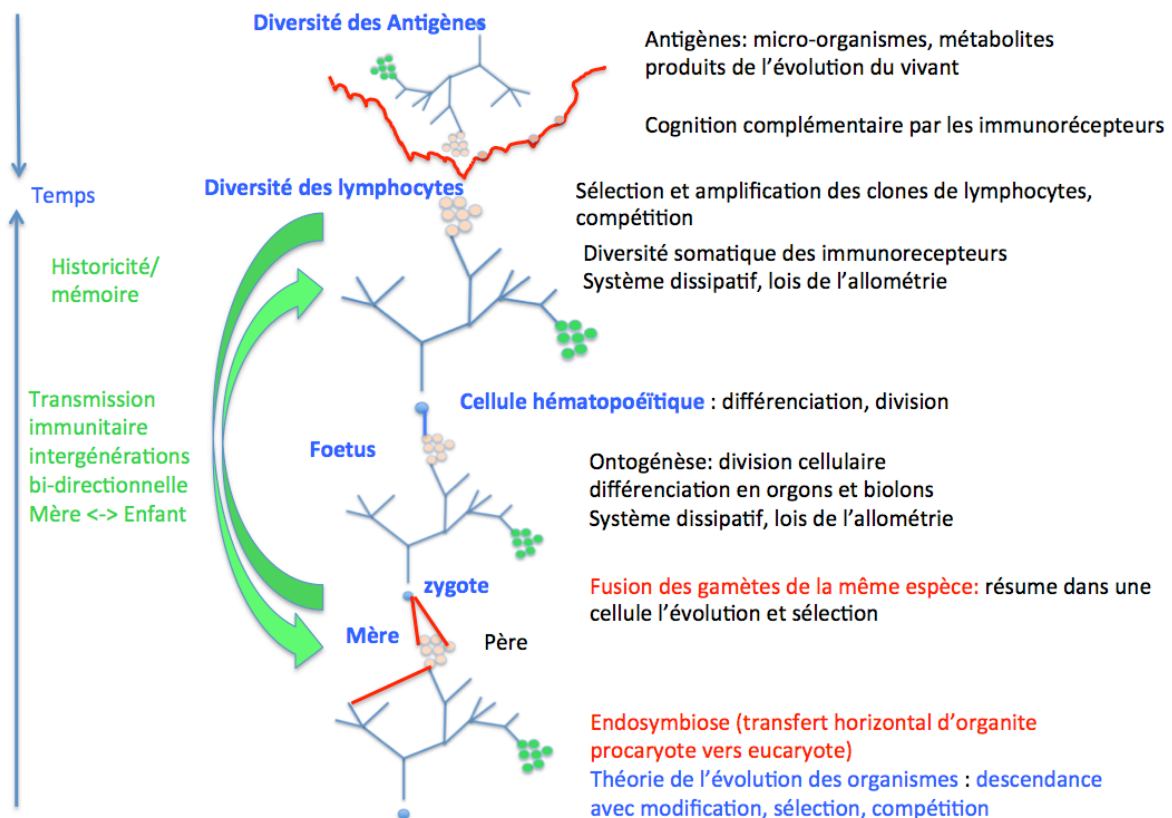 Diversité des Antigènes
Antigènes: micro-organismes, métabolites
produits de l’évolution du vivant
Cognition complémentaire par les immunorécepteurs
Temps
Diversité des lymphocytes
Sélection et amplification des clones de lymphocytes,
compétition
Historicité/
mémoire
Diversité somatique des immunorecepteurs
Système dissipatif, lois de l’allométrie
Transmission
immunitaire
intergénérations
bi-directionnelle
Mère <-> Enfant
Cellule hématopoéïtique : différenciation, division
Foetus
Ontogénèse: division cellulaire
différenciation en orgons et biolons
Système dissipatif, lois de l’allométrie
zygote
Fusion des gamètes de la même espèce: résume dans une
cellule l’évolution et sélection
Mère
Père
Endosymbiose (transfert horizontal d’organite
procaryote vers eucaryote)
Théorie de l’évolution des organismes : descendance
avec modification, sélection, compétition